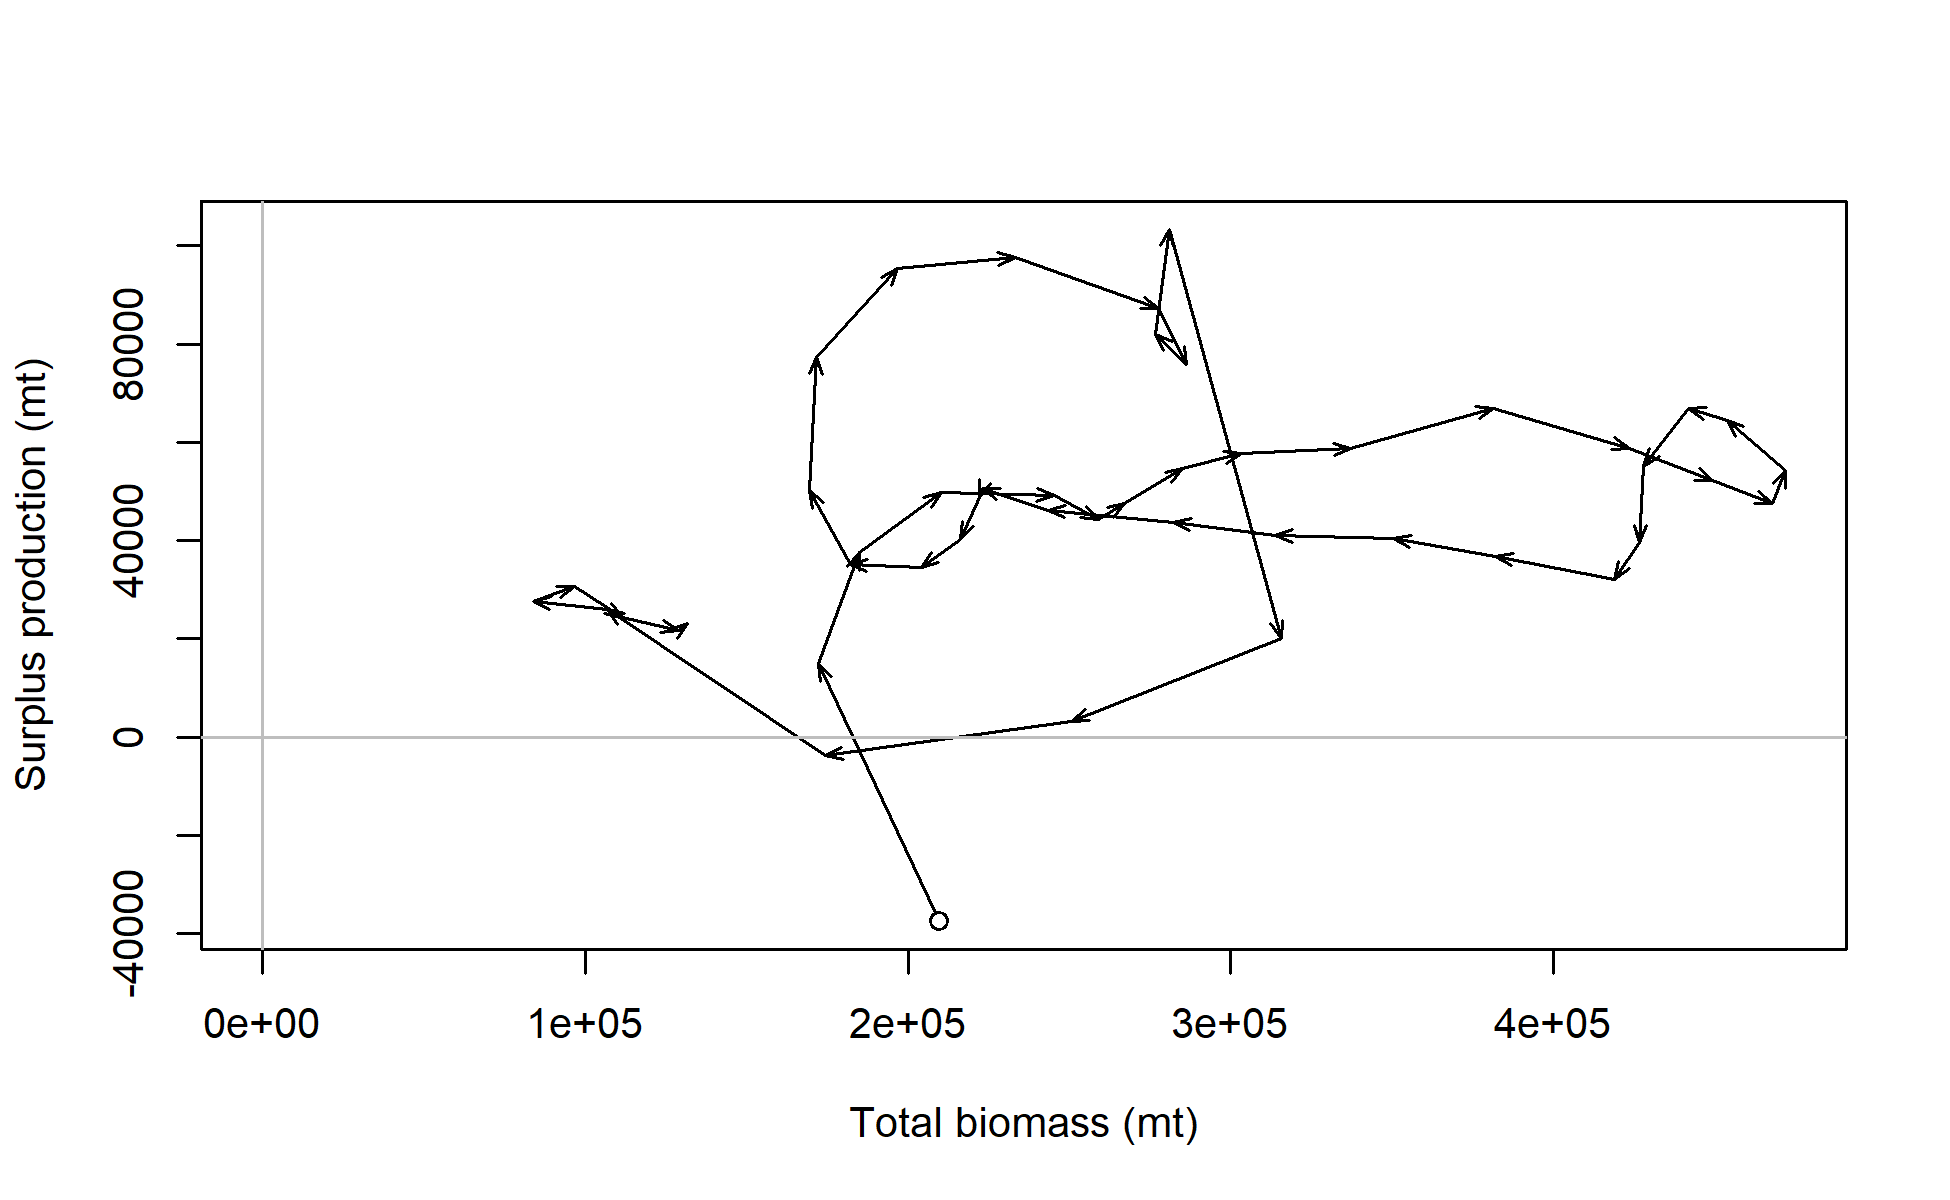 Surplus production (mt)
80000
40000
0
-40000
0e+00 1e+05 2e+05 3e+05 4e+05
Total biomass (mt)